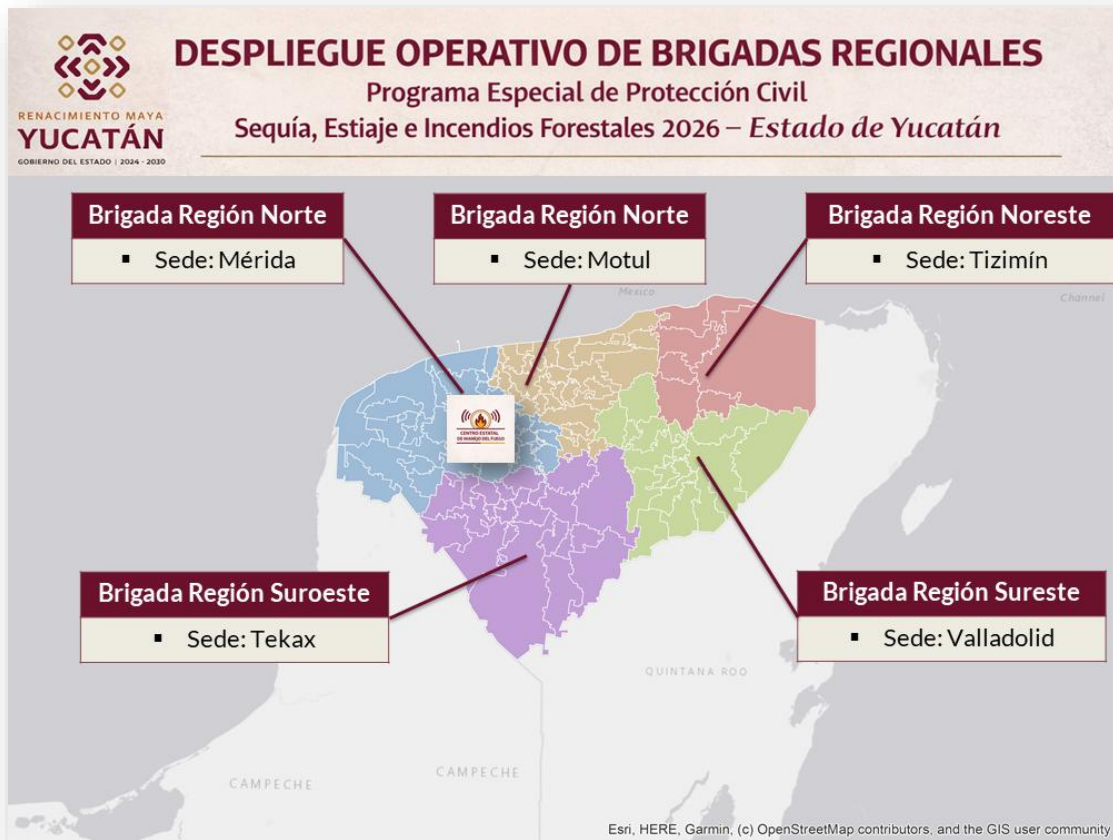 RENACIMIENTO MAYA
YUCATÁN
GOBIERNO DEL ESTADO | 2024 - 2030
DESPLIEGUE OPERATIVO DE BRIGADAS REGIONALES
Programa Especial de Protección Civil
Sequía, Estiaje e Incendios Forestales 2026 – Estado de Yucatán
Brigada Región Norte
▪ Sede: Mérida
Brigada Región Norte
▪ Sede: Motul
Brigada Región Noreste
▪ Sede: Tizimín
Mexico
Channel
CENTRO ESTATAL
DE MANEJO DEL FUEGO
Brigada Región Suroeste
▪ Sede: Tekax
Brigada Región Sureste
▪ Sede: Valladolid
QUINTANA ROO
CAMPECHE
CAMPECHE
Esri, HERE, Garmin, (c) OpenStreetMap contributors, and the GIS user community